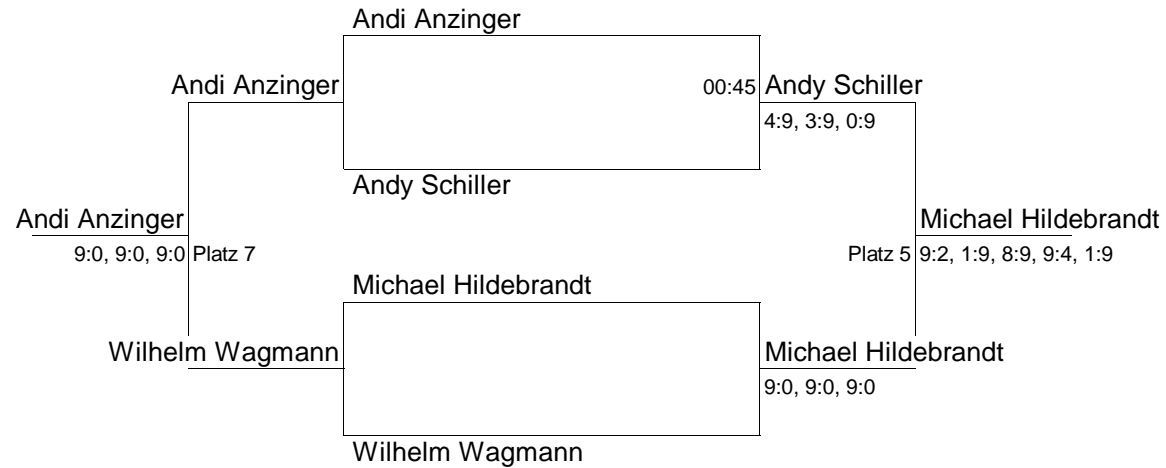 Andi Anzinger
Andi Anzinger
00:45 Andy Schiller
4:9, 3:9, 0:9
Andy Schiller
Andi Anzinger
Michael Hildebrandt
9:0, 9:0, 9:0 Platz 7
Platz 5 9:2, 1:9, 8:9, 9:4, 1:9
Michael Hildebrandt
Wilhelm Wagmann
Michael Hildebrandt
9:0, 9:0, 9:0
Wilhelm Wagmann